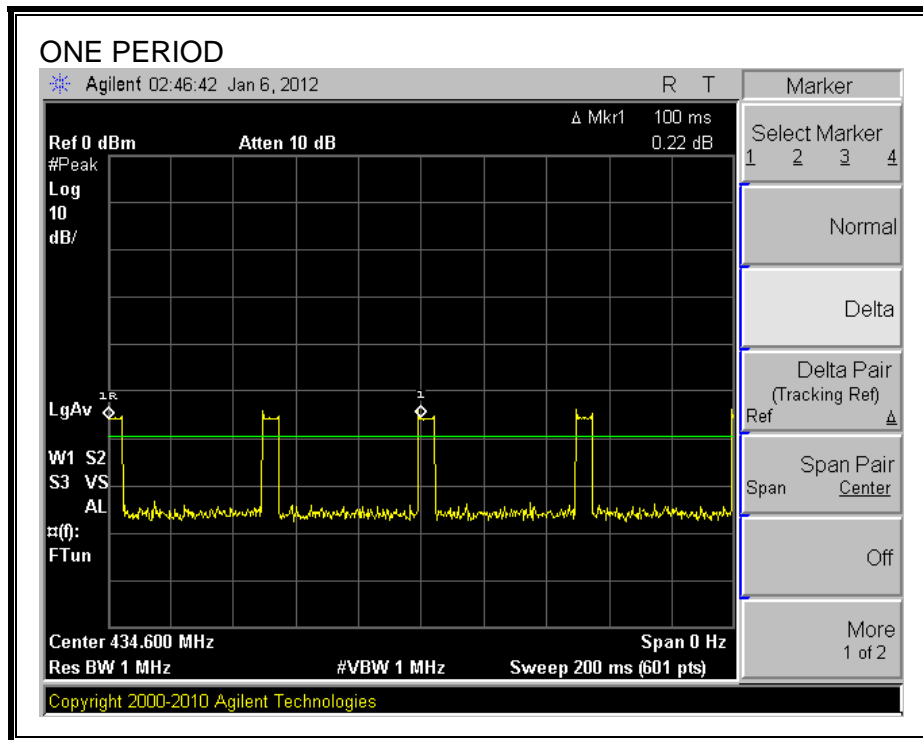 ONE PERIOD
Agilent 02:46:42 Jan 6, 2012 R T
Marker
Δ Mkr1 100 ms
Ref 0 dBm Atten 10 dB 0.22 dB
#Peak
Log
10
dB/
1R
1
LgAv
W1 S2
S3 VS
AL
¤(f):
FTun
Center 434.600 MHz Span 0 Hz
Res BW 1 MHz #VBW 1 MHz Sweep 200 ms (601 pts)
Copyright 2000-2010 Agilent Technologies
Select Marker
1 2 3 4
Normal
Delta
Delta Pair
(Tracking Ref)
Ref Δ
Span Pair
Span Center
Off
More
1 of 2